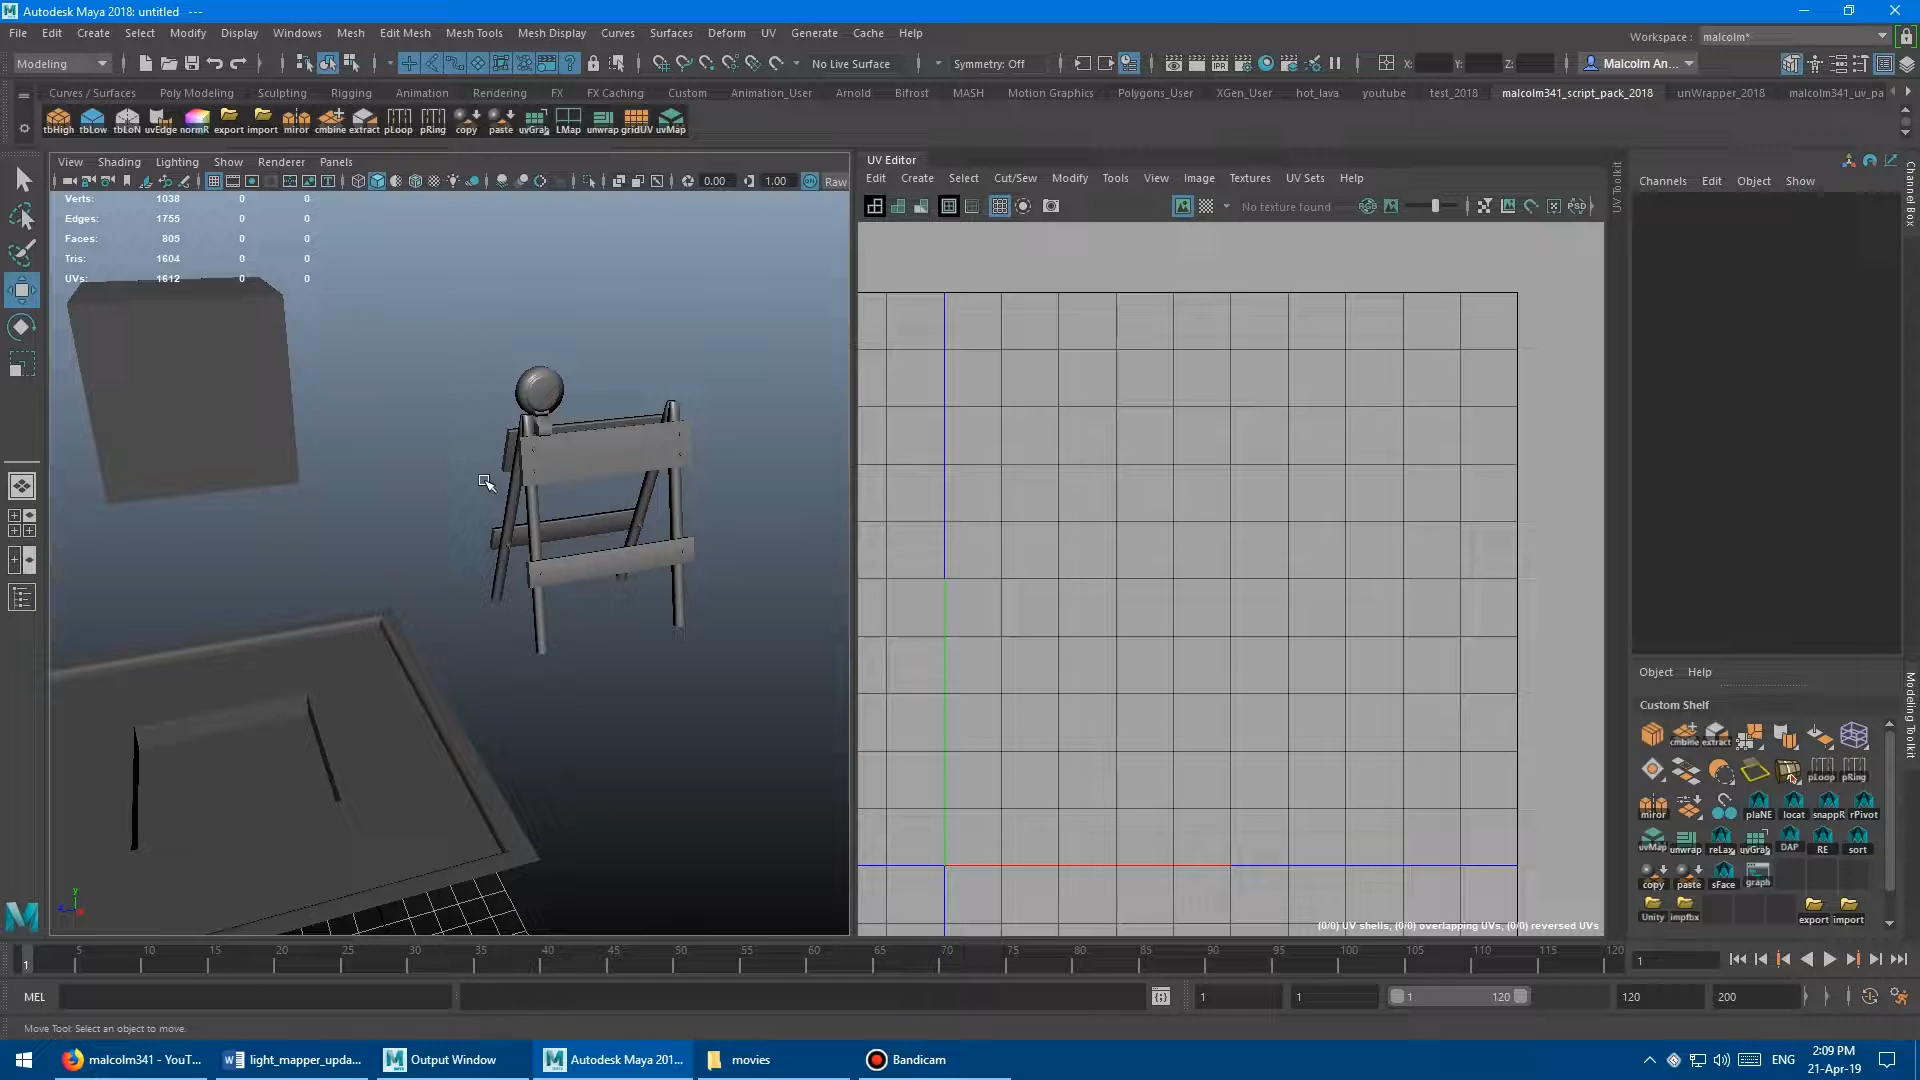 Autodesk Maya 2018: untitled   ---
File Edit Create Select Modify Display Windows Mesh Edit Mesh Mesh Tools Mesh Display Curves Surfaces Deform UV Generate Cache Help
Workspace : malcolm*
Modeling No Live Surface Symmetry: Off X: Y: Z: Malcolm An...
Curves / Surfaces Poly Modeling Sculpting Rigging Animation Rendering FX FX Caching Custom Animation_User Arnold Bifrost MASH Motion Graphics Polygons_User XGen_User hot_lava youtube test_2018 malcolm341_script_pack_2018 unWrapper_2018 malcolm341_uv_pa
tbHigh tbLow tbLoN uvEdge normR export import miror cmbine extract pLoop pRing copy paste uvGrab LMap unwrap gridUV uvMap
View Shading Lighting Show Renderer Panels
0.00 1.00 Raw
Verts: 1038 0 0
Edges: 1755 0 0
Faces: 805 0 0
Tris: 1604 0 0
UVs: 1612 0 0
y
UV Editor
Edit Create Select Cut/Sew Modify Tools View Image Textures UV Sets Help
No texture found RGB PSD
(0/0) UV shells, (0/0) overlapping UVs, (0/0) reversed UVs
UV Toolkit
Channels Edit Object Show
Channel Box
Object Help
Modeling Toolkit
Custom Shelf
cmbine extract
pLoop pRing
miror plaNE locat snappR rPivot
uvMap unwrap reLax uvGrab DAP RE sort
copy paste sFace graph
Unity impfbx export import
5 10 15 20 25 30 35 40 45 50 55 60 65 70 75 80 85 90 95 100 105 110 115 120
1 1
MEL 1 1 1 120 120 200
Move Tool: Select an object to move.
malcolm341 - YouT... light_mapper_upda... Output Window Autodesk Maya 201... movies Bandicam ENG 2:09 PM
21-Apr-19